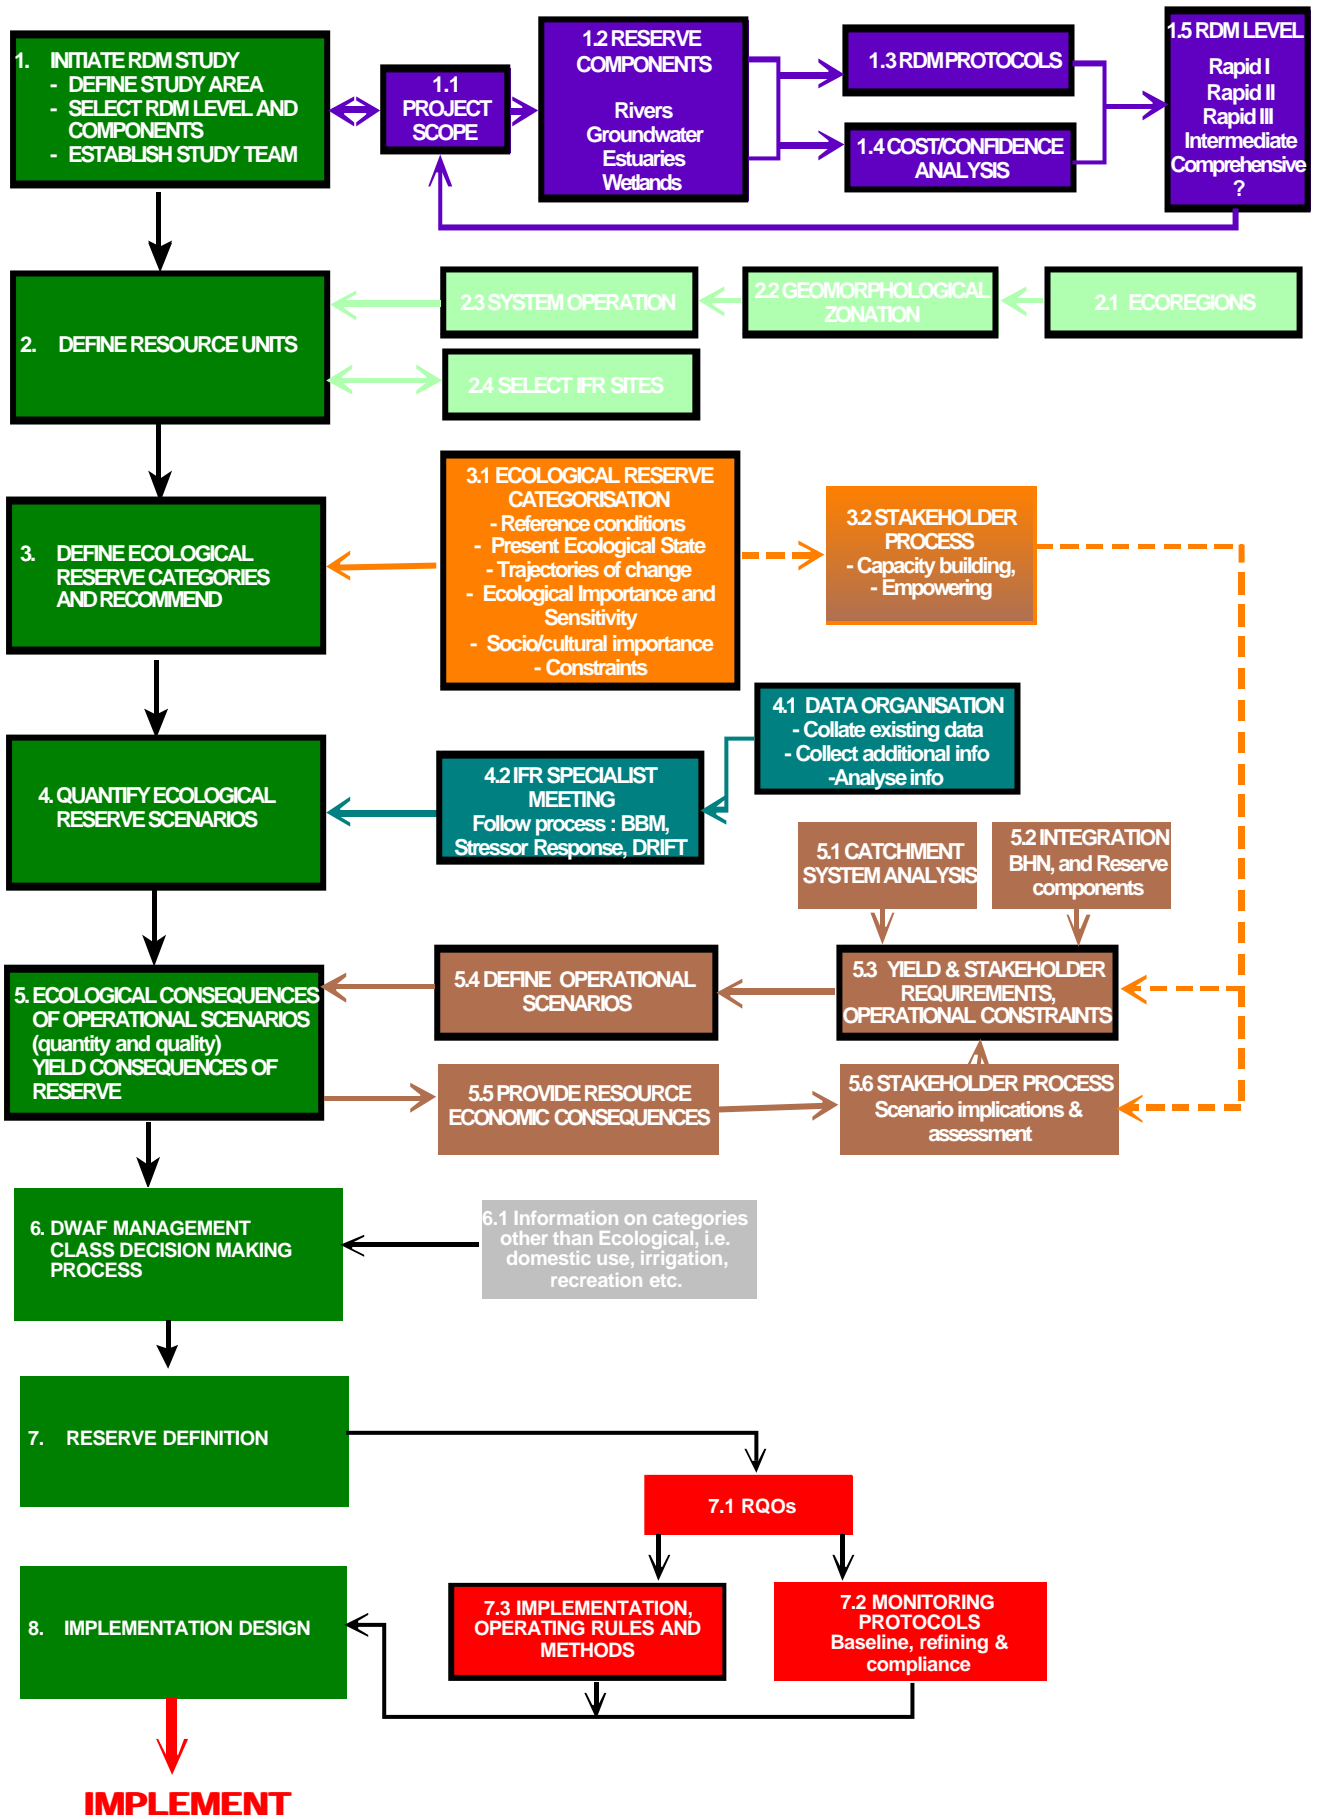 1. INITIATE RDM STUDY
- DEFINE STUDY AREA
- SELECT RDM LEVEL AND
COMPONENTS
- ESTABLISH STUDY TEAM
1.1
PROJECT
SCOPE
1.2 RESERVE
COMPONENTS
Rivers
Groundwater
Estuaries
Wetlands
1.3 RDM PROTOCOLS
1.4 COST/CONFIDENCE
ANALYSIS
1.5 RDM LEVEL
Rapid I
Rapid II
Rapid III
Intermediate
Comprehensive
?
2. DEFINE RESOURCE UNITS
2.3 SYSTEM OPERATION
2.2 GEOMORPHOLOGICAL
ZONATION
2.1 ECOREGIONS
2.4 SELECT IFR SITES
3. DEFINE ECOLOGICAL
RESERVE CATEGORIES
AND RECOMMEND
3.1 ECOLOGICAL RESERVE
CATEGORISATION
- Reference conditions
- Present Ecological State
- Trajectories of change
- Ecological Importance and
Sensitivity
- Socio/cultural importance
- Constraints
3.2 STAKEHOLDER
PROCESS
- Capacity building,
- Empowering
4. QUANTIFY ECOLOGICAL
RESERVE SCENARIOS
4.2 IFR SPECIALIST
MEETING
Follow process : BBM,
Stressor Response, DRIFT
4.1 DATA ORGANISATION
- Collate existing data
- Collect additional info
-Analyse info
5.1 CATCHMENT
SYSTEM ANALYSIS
5.2 INTEGRATION
BHN, and Reserve
components
5. ECOLOGICAL CONSEQUENCES
OF OPERATIONAL SCENARIOS
(quantity and quality)
YIELD CONSEQUENCES OF
RESERVE
5.4 DEFINE OPERATIONAL
SCENARIOS
5.3 YIELD & STAKEHOLDER
REQUIREMENTS,
OPERATIONAL CONSTRAINTS
5.5 PROVIDE RESOURCE
ECONOMIC CONSEQUENCES
5.6 STAKEHOLDER PROCESS
Scenario implications &
assessment
6. DWAF MANAGEMENT
CLASS DECISION MAKING
PROCESS
6.1 Information on categories
other than Ecological, i.e.
domestic use, irrigation,
recreation etc.
7. RESERVE DEFINITION
7.1 RQOs
8. IMPLEMENTATION DESIGN
7.3 IMPLEMENTATION,
OPERATING RULES AND
METHODS
7.2 MONITORING
PROTOCOLS
Baseline, refining &
compliance
IMPLEMENT